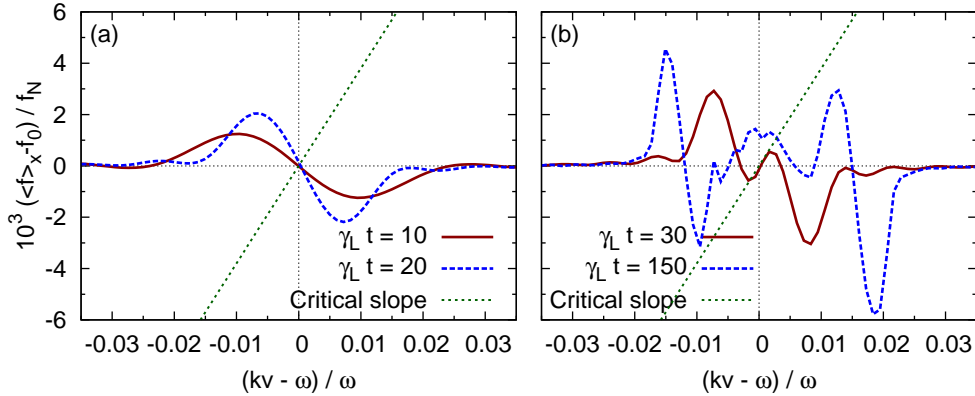 (a)
(b)
10³ (<f>ₓ-f₀) / f_N
6
4
2
0
-2
-4
-6
γ_L t = 10
γ_L t = 20
Critical slope
γ_L t = 30
γ_L t = 150
Critical slope
-0.03 -0.02 -0.01 0 0.01 0.02 0.03
-0.03 -0.02 -0.01 0 0.01 0.02 0.03
(kv - ω) / ω
(kv - ω) / ω